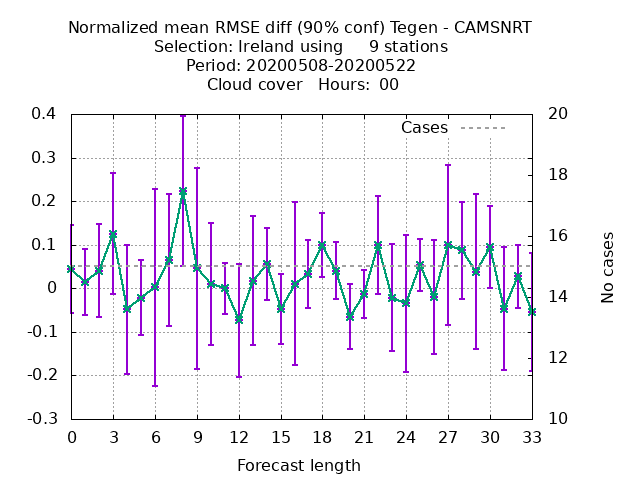 Normalized mean RMSE diff (90% conf) Tegen - CAMSNRT
Selection: Ireland using 9 stations
Period: 20200508-20200522
Cloud cover Hours: 00
Cases
0.4
0.3
0.2
0.1
0
-0.1
-0.2
-0.3
20
18
16
14
12
10
No cases
0 3 6 9 12 15 18 21 24 27 30 33
Forecast length